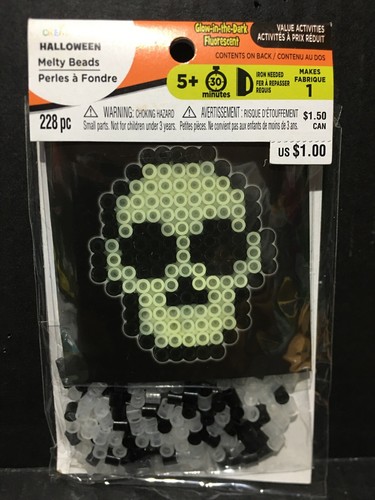 HALLOWEEN
Melty Beads
Perles à Fondre
Glow-in-the-Dark
Fluorescent
VALUE ACTIVITIES
ACTIVITÉS À PRIX RÉDUIT
CONTENTS ON BACK / CONTENU AU DOS
5+
30
minutes
IRON NEEDED
FER À REPASSER
REQUIS
MAKES
FABRIQUE
1
228 pc
WARNING: CHOKING HAZARD
Small parts. Not for children under 3 years.
AVERTISSEMENT : RISQUE D'ÉTOUFFEMENT
Petites pièces. Ne convient pas aux enfants de moins de 3 ans.
$1.50
CAN
US $1.00